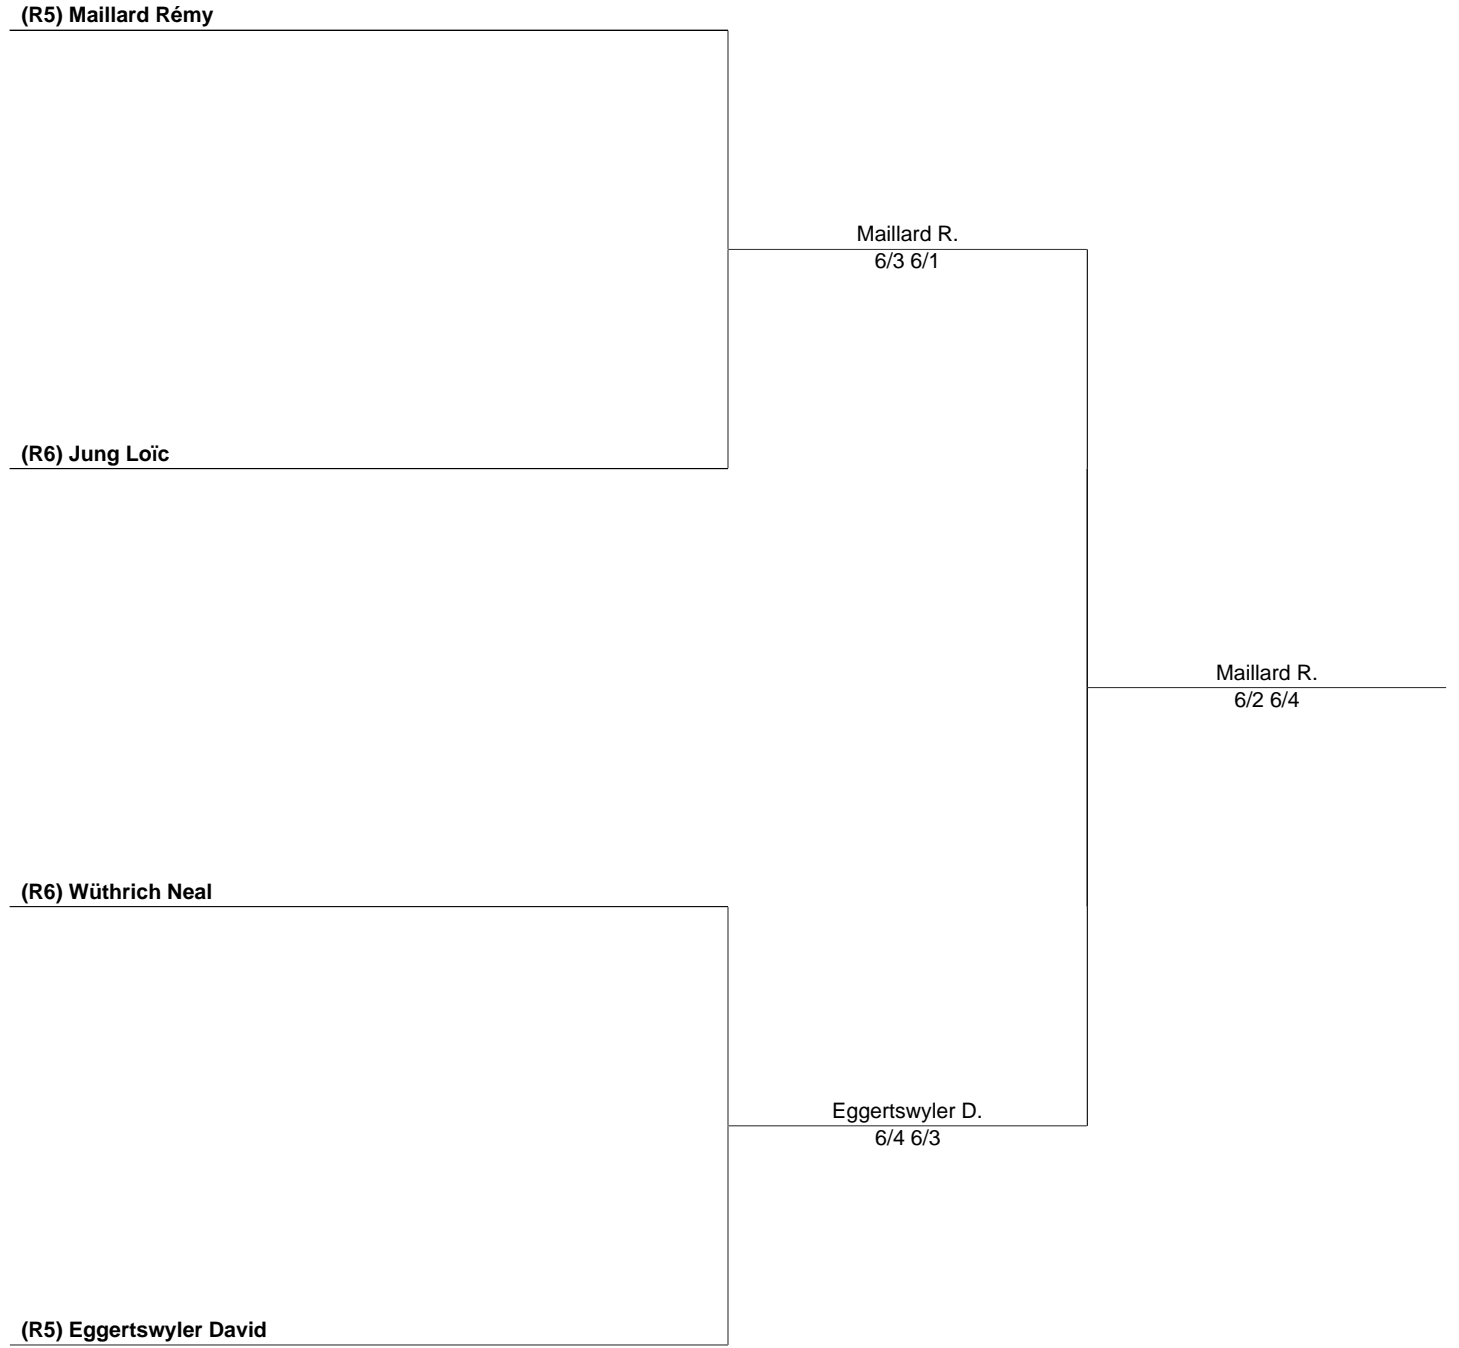 (R5) Maillard Rémy
Maillard R.
6/3 6/1
(R6) Jung Loïc
Maillard R.
6/2 6/4
(R6) Wüthrich Neal
Eggertswyler D.
6/4 6/3
(R5) Eggertswyler David